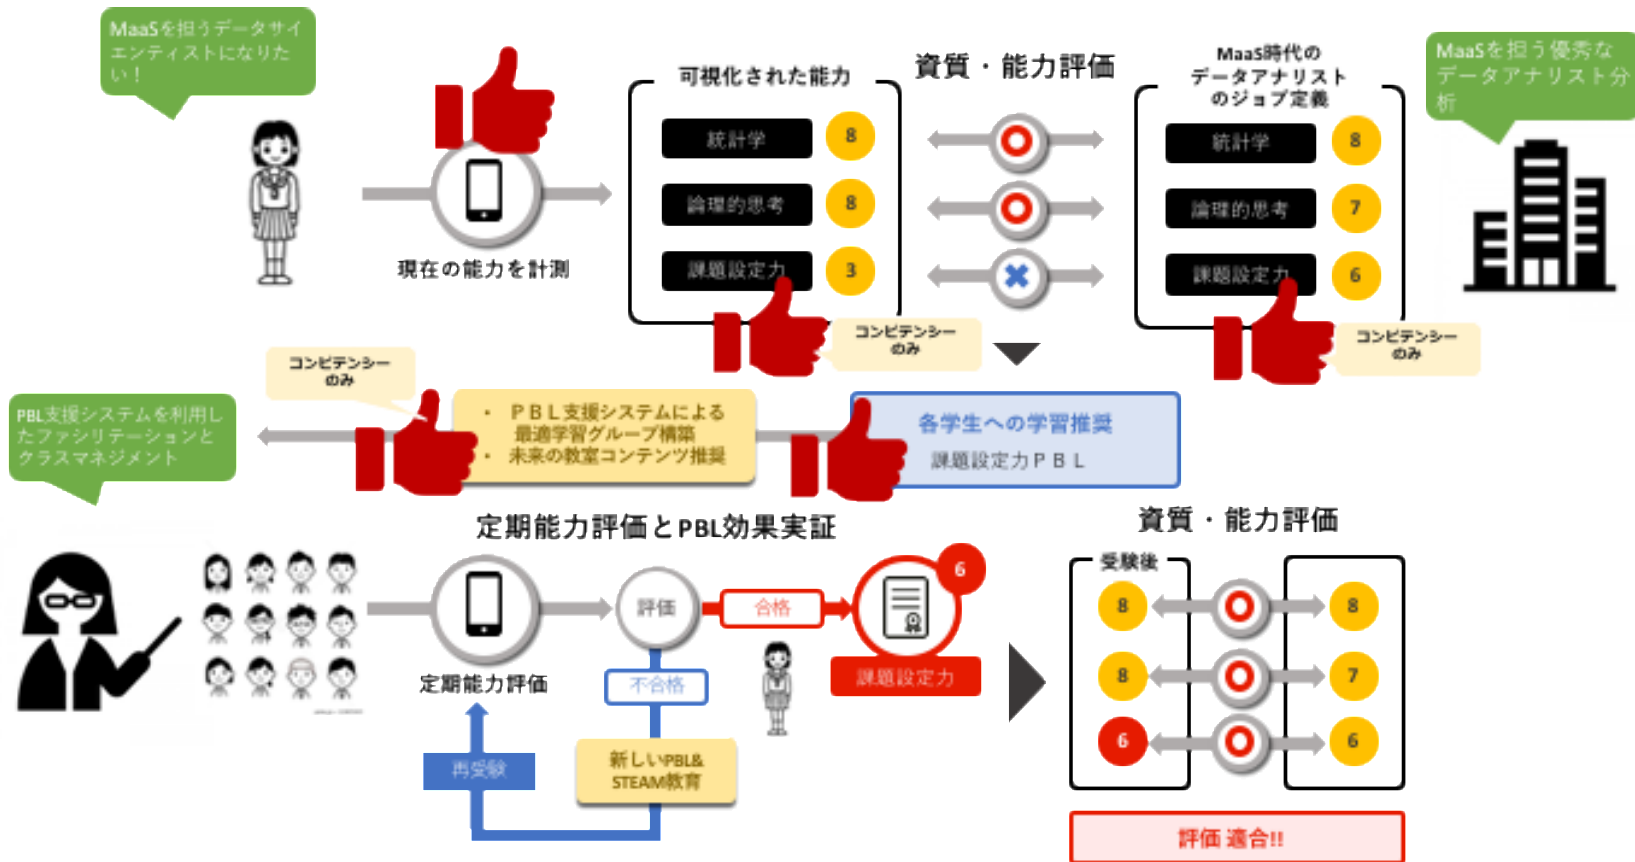 MaaSを担うデータサイ
エンティストになりた
い！
現在の能力を計測
可視化された能力
統計学
8
論理的思考
8
課題設定力
3
コンピテンシー
のみ
資質・能力評価
MaaS時代の
データアナリスト
のジョブ定義
統計学
8
論理的思考
7
課題設定力
6
コンピテンシー
のみ
MaaSを担う優秀な
データアナリスト分
析
各学生への学習推奨
課題設定力ＰＢＬ
・ ＰＢＬ支援システムによる
最適学習グループ構築
・ 未来の教室コンテンツ推奨
コンピテンシー
のみ
PBL支援システムを利用し
たファシリテーションと
クラスマネジメント
定期能力評価とPBL効果実証
定期能力評価
評価
合格
6
課題設定力
不合格
新しいPBL&
STEAM教育
再受験
資質・能力評価
受験後
8
8
8
7
6
6
評価 適合!!